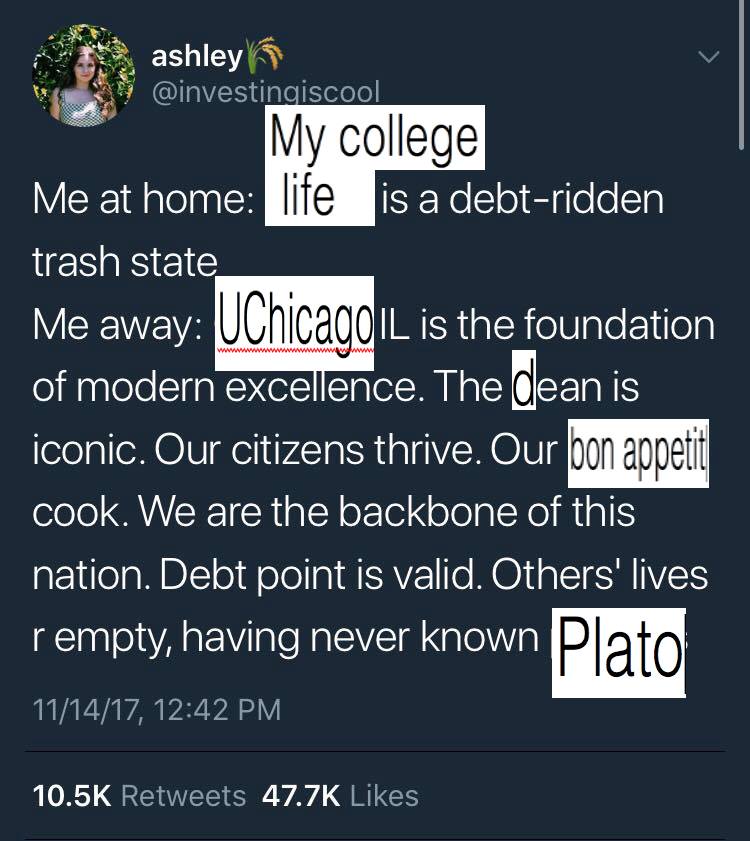 ashley
@investingiscool
My college
Me at home: life is a debt-ridden
trash state
Me away: UChicago IL is the foundation
of modern excellence. The dean is
iconic. Our citizens thrive. Our bon appetit
cook. We are the backbone of this
nation. Debt point is valid. Others' lives
r empty, having never known Plato
11/14/17, 12:42 PM
10.5K Retweets 47.7K Likes